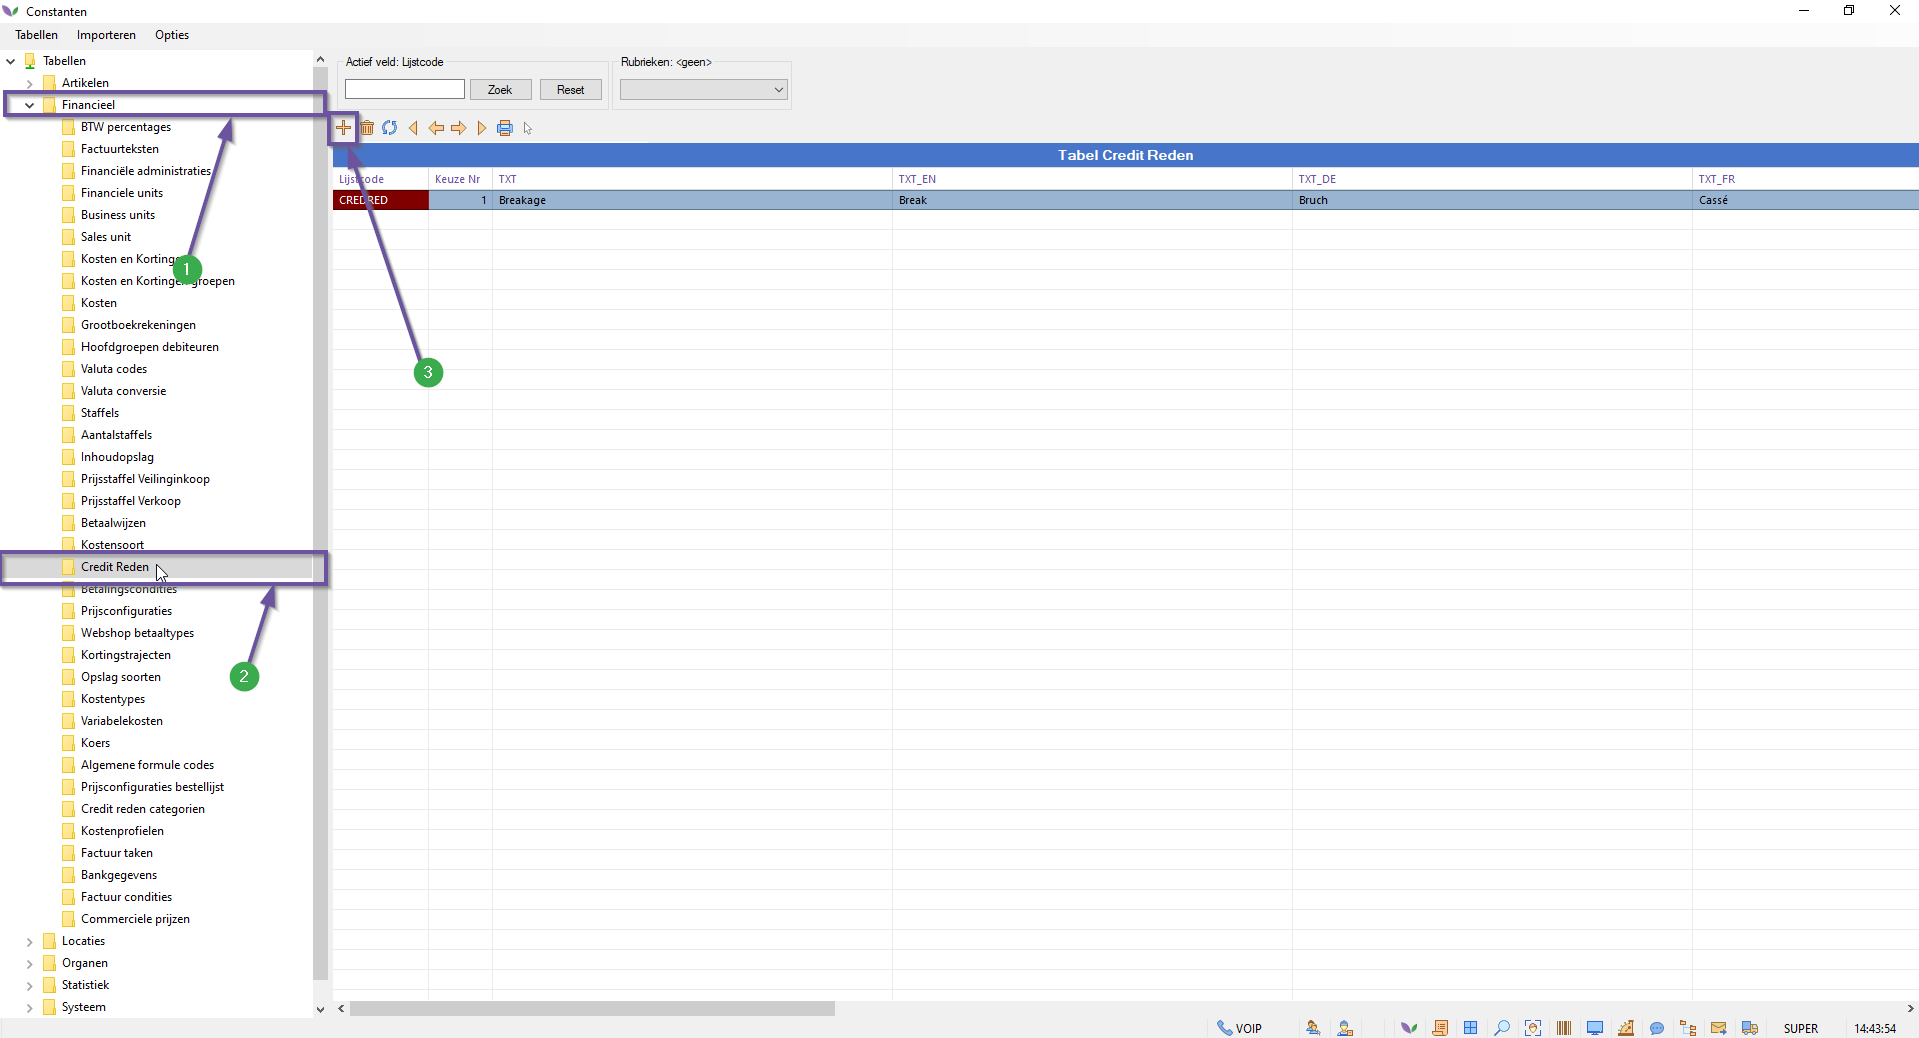 Constanten
Tabellen Importeren Opties
Tabellen
Artikelen
Financieel
BTW percentages
Factuurteksten
Financiële administraties
Financiele units
Business units
Sales unit
Kosten en Kortinge
Kosten en Kortingen groepen
Kosten
Grootboekrekeningen
Hoofdgroepen debiteuren
Valuta codes
Valuta conversie
Staffels
Aantalstaffels
Inhoudopslag
Prijsstaffel Veilinginkoop
Prijsstaffel Verkoop
Betaalwijzen
Kostensoort
Credit Reden
Betalingscondities
Prijsconfiguraties
Webshop betaaltypes
Kortingstrajecten
Opslag soorten
Kostentypes
Variabelekosten
Koers
Algemene formule codes
Prijsconfiguraties bestellijst
Credit reden categorien
Kostenprofielen
Factuur taken
Bankgegevens
Factuur condities
Commerciele prijzen
Locaties
Organen
Statistiek
Systeem
1
2
3
Actief veld: Lijstcode
Zoek Reset
Rubrieken: <geen>
Tabel Credit Reden
Lijstcode Keuze Nr TXT TXT_EN TXT_DE TXT_FR
CREDRED 1 Breakage Break Bruch Cassé
VOIP SUPER 14:43:54